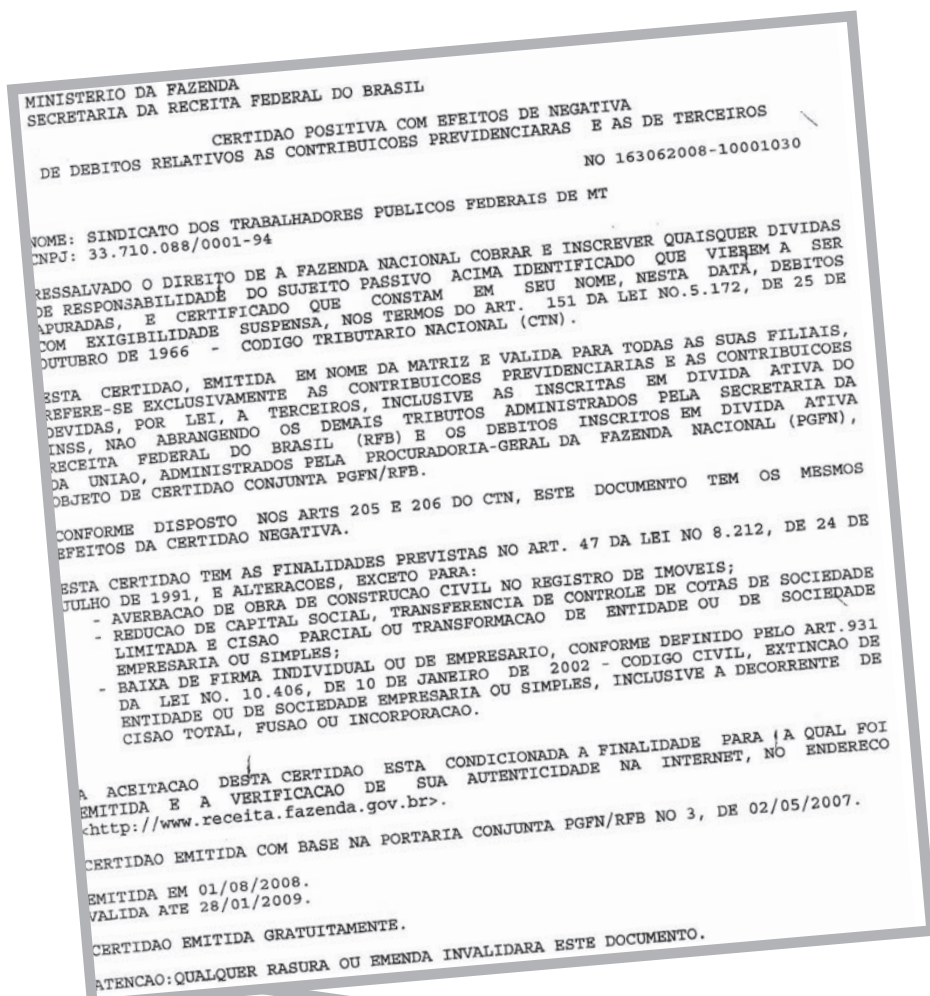 MINISTERIO DA FAZENDA
SECRETARIA DA RECEITA FEDERAL DO BRASIL
CERTIDAO POSITIVA COM EFEITOS DE NEGATIVA
DE DEBITOS RELATIVOS AS CONTRIBUICOES PREVIDENCIARAS E AS DE TERCEIROS
NO 163062008-10001030
NOME: SINDICATO DOS TRABALHADORES PUBLICOS FEDERAIS DE MT
CNPJ: 33.710.088/0001-94
RESSALVADO O DIREITO DE A FAZENDA NACIONAL COBRAR E INSCREVER QUAISQUER DIVIDAS
DE RESPONSABILIDADE DO SUJEITO PASSIVO ACIMA IDENTIFICADO QUE VIEREM A SER
APURADAS, E CERTIFICADO QUE CONSTAM EM SEU NOME, NESTA DATA, DEBITOS
COM EXIGIBILIDADE SUSPENSA, NOS TERMOS DO ART. 151 DA LEI NO.5.172, DE 25 DE
OUTUBRO DE 1966 - CODIGO TRIBUTARIO NACIONAL (CTN).
ESTA CERTIDAO, EMITIDA EM NOME DA MATRIZ E VALIDA PARA TODAS AS SUAS FILIAIS,
REFERE-SE EXCLUSIVAMENTE AS CONTRIBUICOES PREVIDENCIARIAS E AS CONTRIBUICOES
DEVIDAS, POR LEI, A TERCEIROS, INCLUSIVE AS INSCRITAS EM DIVIDA ATIVA DO
INSS, NAO ABRANGENDO OS DEMAIS TRIBUTOS ADMINISTRADOS PELA SECRETARIA DA
RECEITA FEDERAL DO BRASIL (RFB) E OS DEBITOS INSCRITOS EM DIVIDA ATIVA
DA UNIAO, ADMINISTRADOS PELA PROCURADORIA-GERAL DA FAZENDA NACIONAL (PGFN),
OBJETO DE CERTIDAO CONJUNTA PGFN/RFB.
CONFORME DISPOSTO NOS ARTS 205 E 206 DO CTN, ESTE DOCUMENTO TEM OS MESMOS
EFEITOS DA CERTIDAO NEGATIVA.
ESTA CERTIDAO TEM AS FINALIDADES PREVISTAS NO ART. 47 DA LEI NO 8.212, DE 24 DE
JULHO DE 1991, E ALTERACOES, EXCETO PARA:
- AVERBACAO DE OBRA DE CONSTRUCAO CIVIL NO REGISTRO DE IMOVEIS;
- REDUCAO DE CAPITAL SOCIAL, TRANSFERENCIA DE CONTROLE DE COTAS DE SOCIEDADE
LIMITADA E CISAO PARCIAL OU TRANSFORMACAO DE ENTIDADE OU DE SOCIEDADE
EMPRESARIA OU SIMPLES;
- BAIXA DE FIRMA INDIVIDUAL OU DE EMPRESARIO, CONFORME DEFINIDO PELO ART.931
DA LEI NO. 10.406, DE 10 DE JANEIRO DE 2002 - CODIGO CIVIL, EXTINCAO DE
ENTIDADE OU DE SOCIEDADE EMPRESARIA OU SIMPLES, INCLUSIVE A DECORRENTE DE
CISAO TOTAL, FUSAO OU INCORPORACAO.
A ACEITACAO DESTA CERTIDAO ESTA CONDICIONADA A FINALIDADE PARA A QUAL FOI
EMITIDA E A VERIFICACAO DE SUA AUTENTICIDADE NA INTERNET, NO ENDERECO
<http://www.receita.fazenda.gov.br>.
CERTIDAO EMITIDA COM BASE NA PORTARIA CONJUNTA PGFN/RFB NO 3, DE 02/05/2007.
EMITIDA EM 01/08/2008.
VALIDA ATE 28/01/2009.
CERTIDAO EMITIDA GRATUITAMENTE.
ATENCAO:QUALQUER RASURA OU EMENDA INVALIDARA ESTE DOCUMENTO.